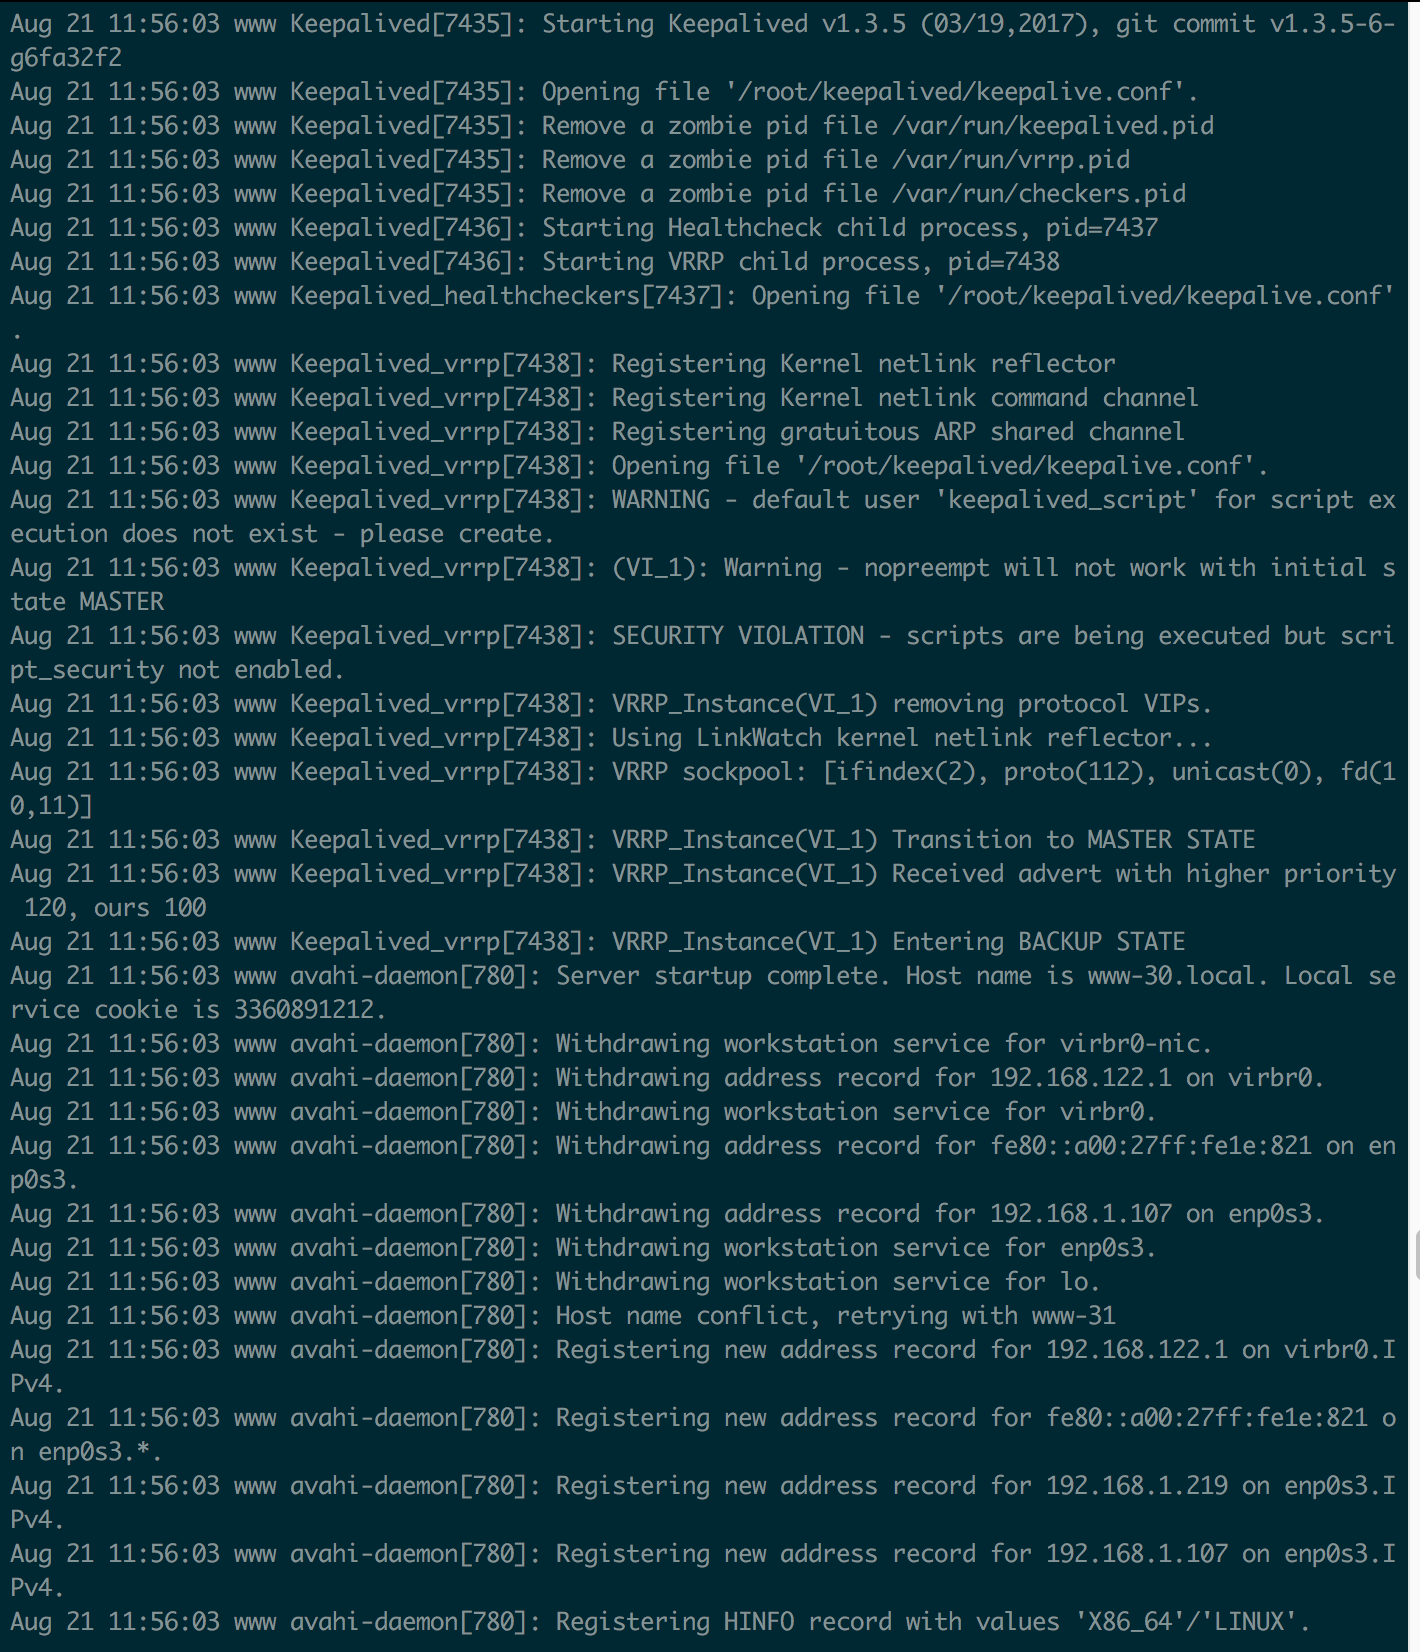 Aug 21 11:56:03 www Keepalived[7435]: Starting Keepalived v1.3.5 (03/19,2017), git commit v1.3.5-6-
g6fa32f2
Aug 21 11:56:03 www Keepalived[7435]: Opening file '/root/keepalived/keepalive.conf'.
Aug 21 11:56:03 www Keepalived[7435]: Remove a zombie pid file /var/run/keepalived.pid
Aug 21 11:56:03 www Keepalived[7435]: Remove a zombie pid file /var/run/vrrp.pid
Aug 21 11:56:03 www Keepalived[7435]: Remove a zombie pid file /var/run/checkers.pid
Aug 21 11:56:03 www Keepalived[7436]: Starting Healthcheck child process, pid=7437
Aug 21 11:56:03 www Keepalived[7436]: Starting VRRP child process, pid=7438
Aug 21 11:56:03 www Keepalived_healthcheckers[7437]: Opening file '/root/keepalived/keepalive.conf'
.
Aug 21 11:56:03 www Keepalived_vrrp[7438]: Registering Kernel netlink reflector
Aug 21 11:56:03 www Keepalived_vrrp[7438]: Registering Kernel netlink command channel
Aug 21 11:56:03 www Keepalived_vrrp[7438]: Registering gratuitous ARP shared channel
Aug 21 11:56:03 www Keepalived_vrrp[7438]: Opening file '/root/keepalived/keepalive.conf'.
Aug 21 11:56:03 www Keepalived_vrrp[7438]: WARNING - default user 'keepalived_script' for script ex
ecution does not exist - please create.
Aug 21 11:56:03 www Keepalived_vrrp[7438]: (VI_1): Warning - nopreempt will not work with initial s
tate MASTER
Aug 21 11:56:03 www Keepalived_vrrp[7438]: SECURITY VIOLATION - scripts are being executed but scri
pt_security not enabled.
Aug 21 11:56:03 www Keepalived_vrrp[7438]: VRRP_Instance(VI_1) removing protocol VIPs.
Aug 21 11:56:03 www Keepalived_vrrp[7438]: Using LinkWatch kernel netlink reflector...
Aug 21 11:56:03 www Keepalived_vrrp[7438]: VRRP sockpool: [ifindex(2), proto(112), unicast(0), fd(1
0,11)]
Aug 21 11:56:03 www Keepalived_vrrp[7438]: VRRP_Instance(VI_1) Transition to MASTER STATE
Aug 21 11:56:03 www Keepalived_vrrp[7438]: VRRP_Instance(VI_1) Received advert with higher priority
 120, ours 100
Aug 21 11:56:03 www Keepalived_vrrp[7438]: VRRP_Instance(VI_1) Entering BACKUP STATE
Aug 21 11:56:03 www avahi-daemon[780]: Server startup complete. Host name is www-30.local. Local se
rvice cookie is 3360891212.
Aug 21 11:56:03 www avahi-daemon[780]: Withdrawing workstation service for virbr0-nic.
Aug 21 11:56:03 www avahi-daemon[780]: Withdrawing address record for 192.168.122.1 on virbr0.
Aug 21 11:56:03 www avahi-daemon[780]: Withdrawing workstation service for virbr0.
Aug 21 11:56:03 www avahi-daemon[780]: Withdrawing address record for fe80::a00:27ff:fe1e:821 on en
p0s3.
Aug 21 11:56:03 www avahi-daemon[780]: Withdrawing address record for 192.168.1.107 on enp0s3.
Aug 21 11:56:03 www avahi-daemon[780]: Withdrawing workstation service for enp0s3.
Aug 21 11:56:03 www avahi-daemon[780]: Withdrawing workstation service for lo.
Aug 21 11:56:03 www avahi-daemon[780]: Host name conflict, retrying with www-31
Aug 21 11:56:03 www avahi-daemon[780]: Registering new address record for 192.168.122.1 on virbr0.I
Pv4.
Aug 21 11:56:03 www avahi-daemon[780]: Registering new address record for fe80::a00:27ff:fe1e:821 o
n enp0s3.*.
Aug 21 11:56:03 www avahi-daemon[780]: Registering new address record for 192.168.1.219 on enp0s3.I
Pv4.
Aug 21 11:56:03 www avahi-daemon[780]: Registering new address record for 192.168.1.107 on enp0s3.I
Pv4.
Aug 21 11:56:03 www avahi-daemon[780]: Registering HINFO record with values 'X86_64'/'LINUX'.